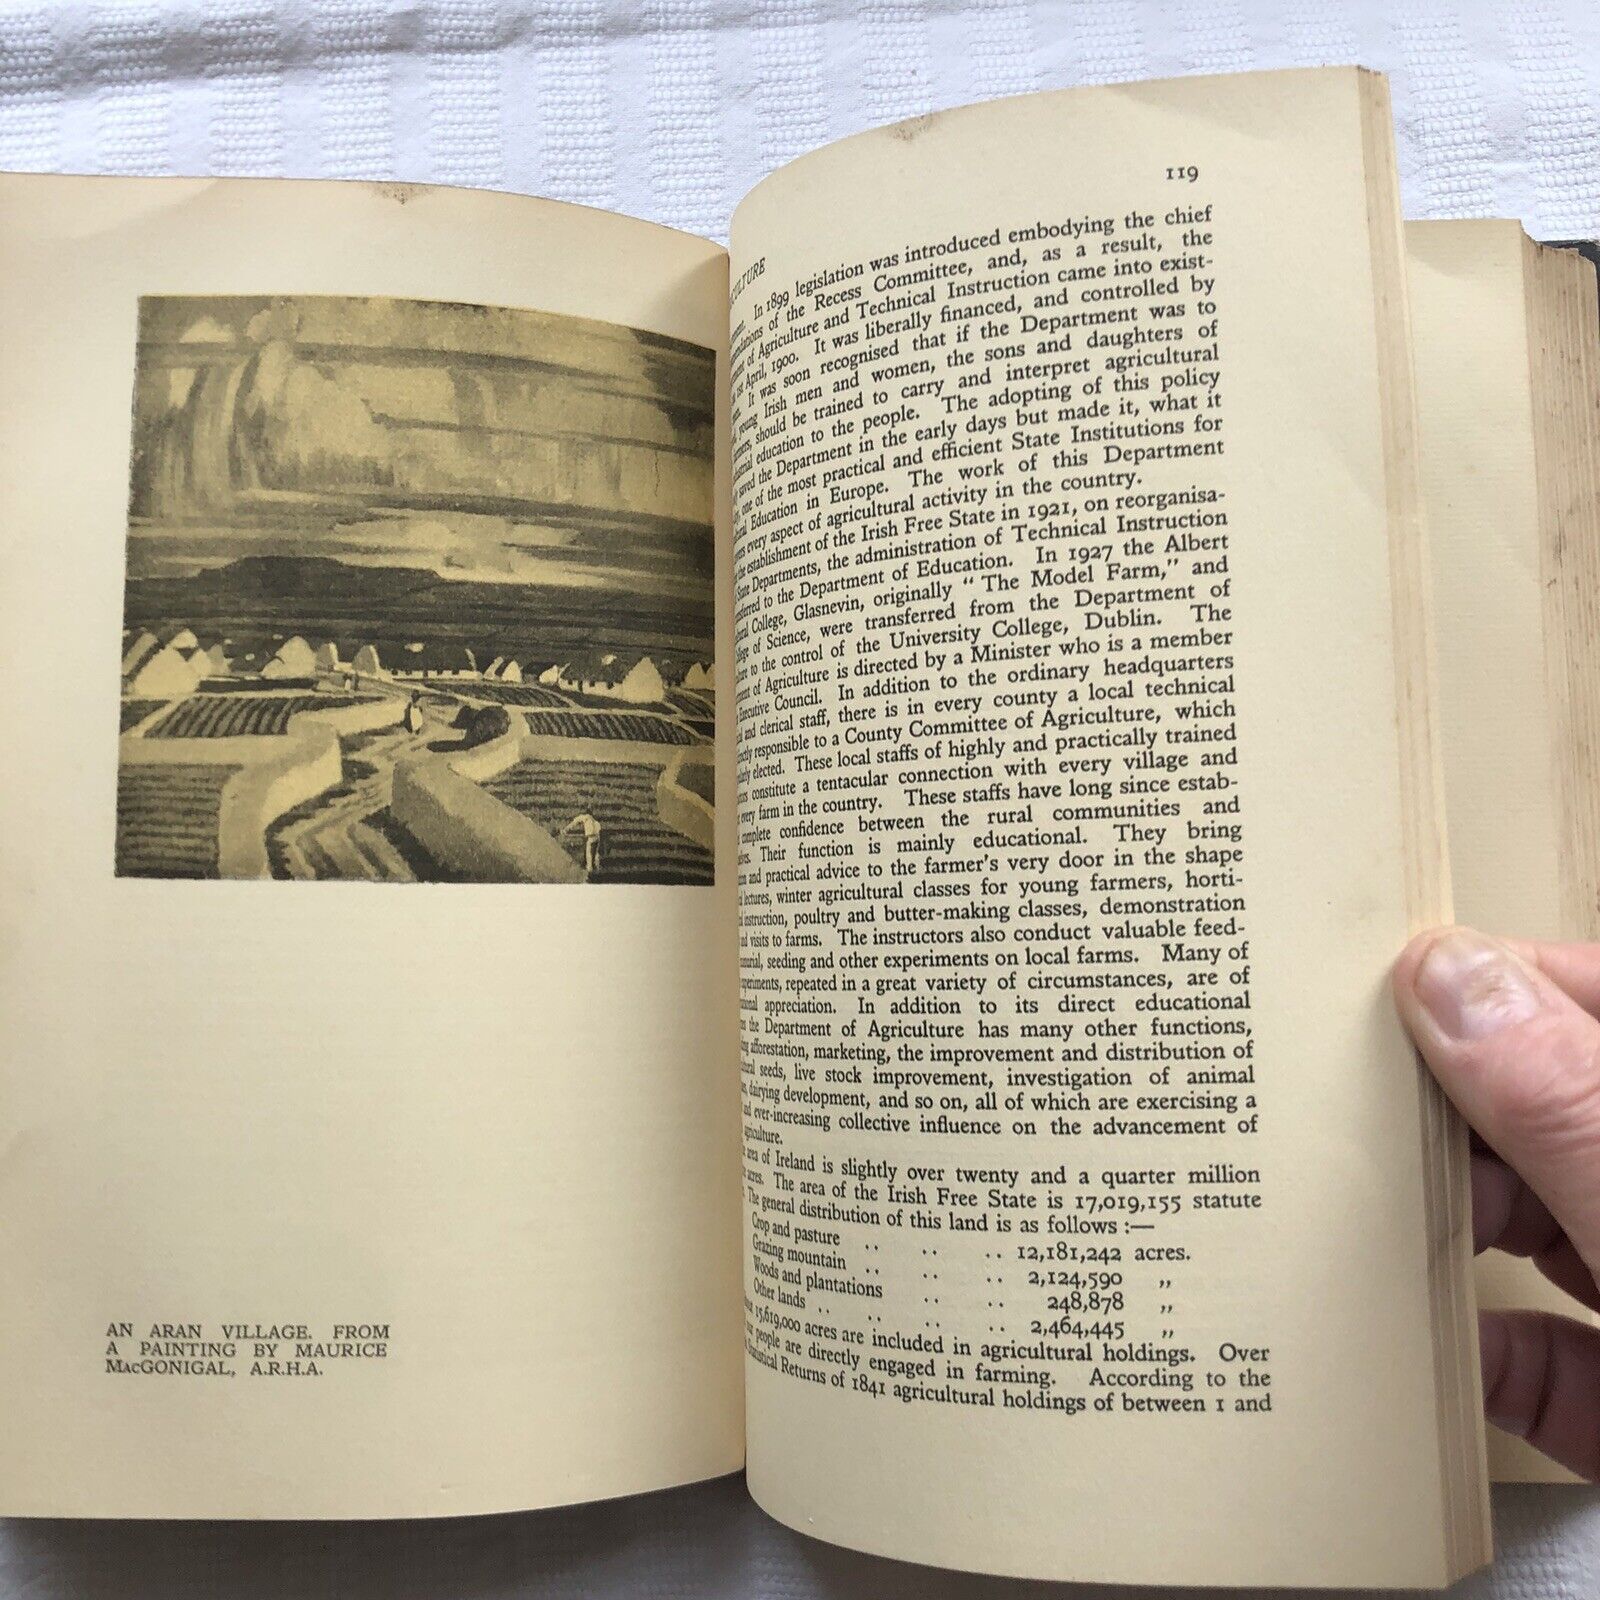 AN ARAN VILLAGE. FROM
A PAINTING BY MAURICE
MACGONIGAL, A.R.H.A.
119
In 1899 legislation was introduced embodying the chief
of the Recess Committee, and, as a result, the
of Agriculture and Technical Instruction came into exist-
1st April, 1900. It was liberally financed, and controlled by
It was soon recognised that if the Department was to
young Irish men and women, the sons and daughters of
should be trained to carry and interpret agricultural
education to the people. The adopting of this policy
saved the Department in the early days but made it, what it
one of the most practical and efficient State Institutions for
Education in Europe. The work of this Department
every aspect of agricultural activity in the country.
the establishment of the Irish Free State in 1921, on reorganisa-
State Departments, the administration of Technical Instruction
to the Department of Education. In 1927 the Albert
College, Glasnevin, originally "The Model Farm," and
of Science, were transferred from the Department of
to the control of the University College, Dublin. The
of Agriculture is directed by a Minister who is a member
Executive Council. In addition to the ordinary headquarters
and clerical staff, there is in every county a local technical
responsible to a County Committee of Agriculture, which
elected. These local staffs of highly and practically trained
constitute a tentacular connection with every village and
every farm in the country. These staffs have long since estab-
complete confidence between the rural communities and
Their function is mainly educational. They bring
and practical advice to the farmer's very door in the shape
lectures, winter agricultural classes for young farmers, horti-
instruction, poultry and butter-making classes, demonstration
and visits to farms. The instructors also conduct valuable feed-
seeding and other experiments on local farms. Many of
repeated in a great variety of circumstances, are of
appreciation. In addition to its direct educational
the Department of Agriculture has many other functions,
afforestation, marketing, the improvement and distribution of
seeds, live stock improvement, investigation of animal
dairying development, and so on, all of which are exercising a
and ever-increasing collective influence on the advancement of
agriculture.
area of Ireland is slightly over twenty and a quarter million
acres. The area of the Irish Free State is 17,019,155 statute
The general distribution of this land is as follows :—
Crop and pasture .. .. .. 12,181,242 acres.
Grazing mountain .. .. .. 2,124,590 ,,
Woods and plantations .. .. 248,878 ,,
Other lands .. .. .. .. 2,464,445 ,,
15,619,000 acres are included in agricultural holdings. Over
people are directly engaged in farming. According to the
Statistical Returns of 1841 agricultural holdings of between 1 and